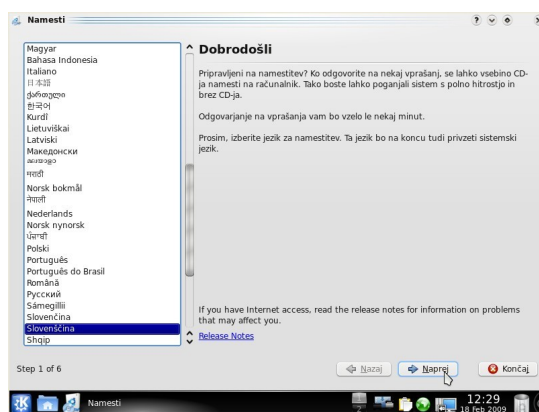 Namesti
Magyar
Bahasa Indonesia
Italiano
日本語
ქართული
한국어
Kurdî
Lietuviškai
Latviski
Македонски
മലയാളം
मराठी
Norsk bokmål
नेपाली
Nederlands
Norsk nynorsk
ਪੰਜਾਬੀ
Polski
Português
Português do Brasil
Română
Русский
Sámegillii
Slovenčina
Slovenščina
Shqip
Dobrodošli
Pripravljeni na namestitev? Ko odgovorite na nekaj vprašanj, se lahko vsebino CD-
ja namesti na računalnik. Tako boste lahko poganjali sistem s polno hitrostjo in
brez CD-ja.
Odgovarjanje na vprašanja vam bo vzelo le nekaj minut.
Prosim, izberite jezik za namestitev. Ta jezik bo na koncu tudi privzeti sistemski
jezik.
If you have Internet access, read the release notes for information on problems
that may affect you.
Release Notes
Step 1 of 6
Nazaj
Naprej
Končaj
Namesti
12:29
18 Feb 2009